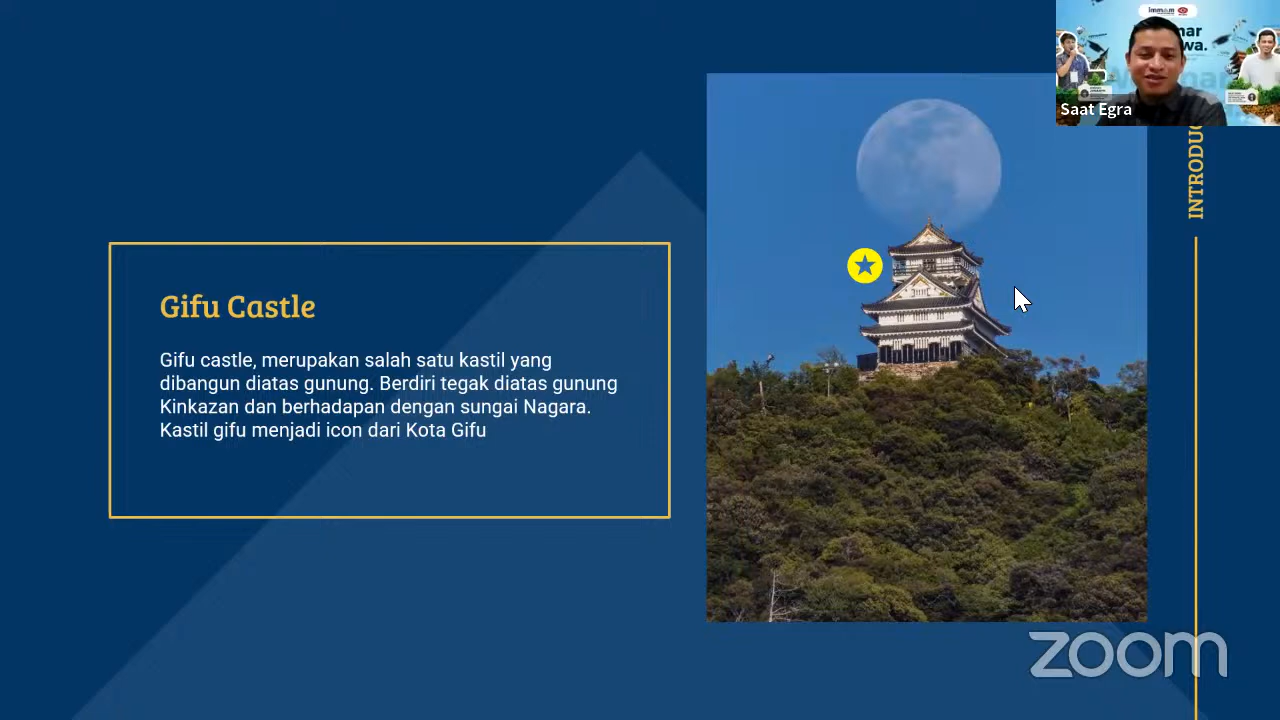 Gifu Castle
Gifu castle, merupakan salah satu kastil yang
dibangun diatas gunung. Berdiri tegak diatas gunung
Kinkazan dan berhadapan dengan sungai Nagara.
Kastil gifu menjadi icon dari Kota Gifu
Saat Egra
INTRODUC
zoom